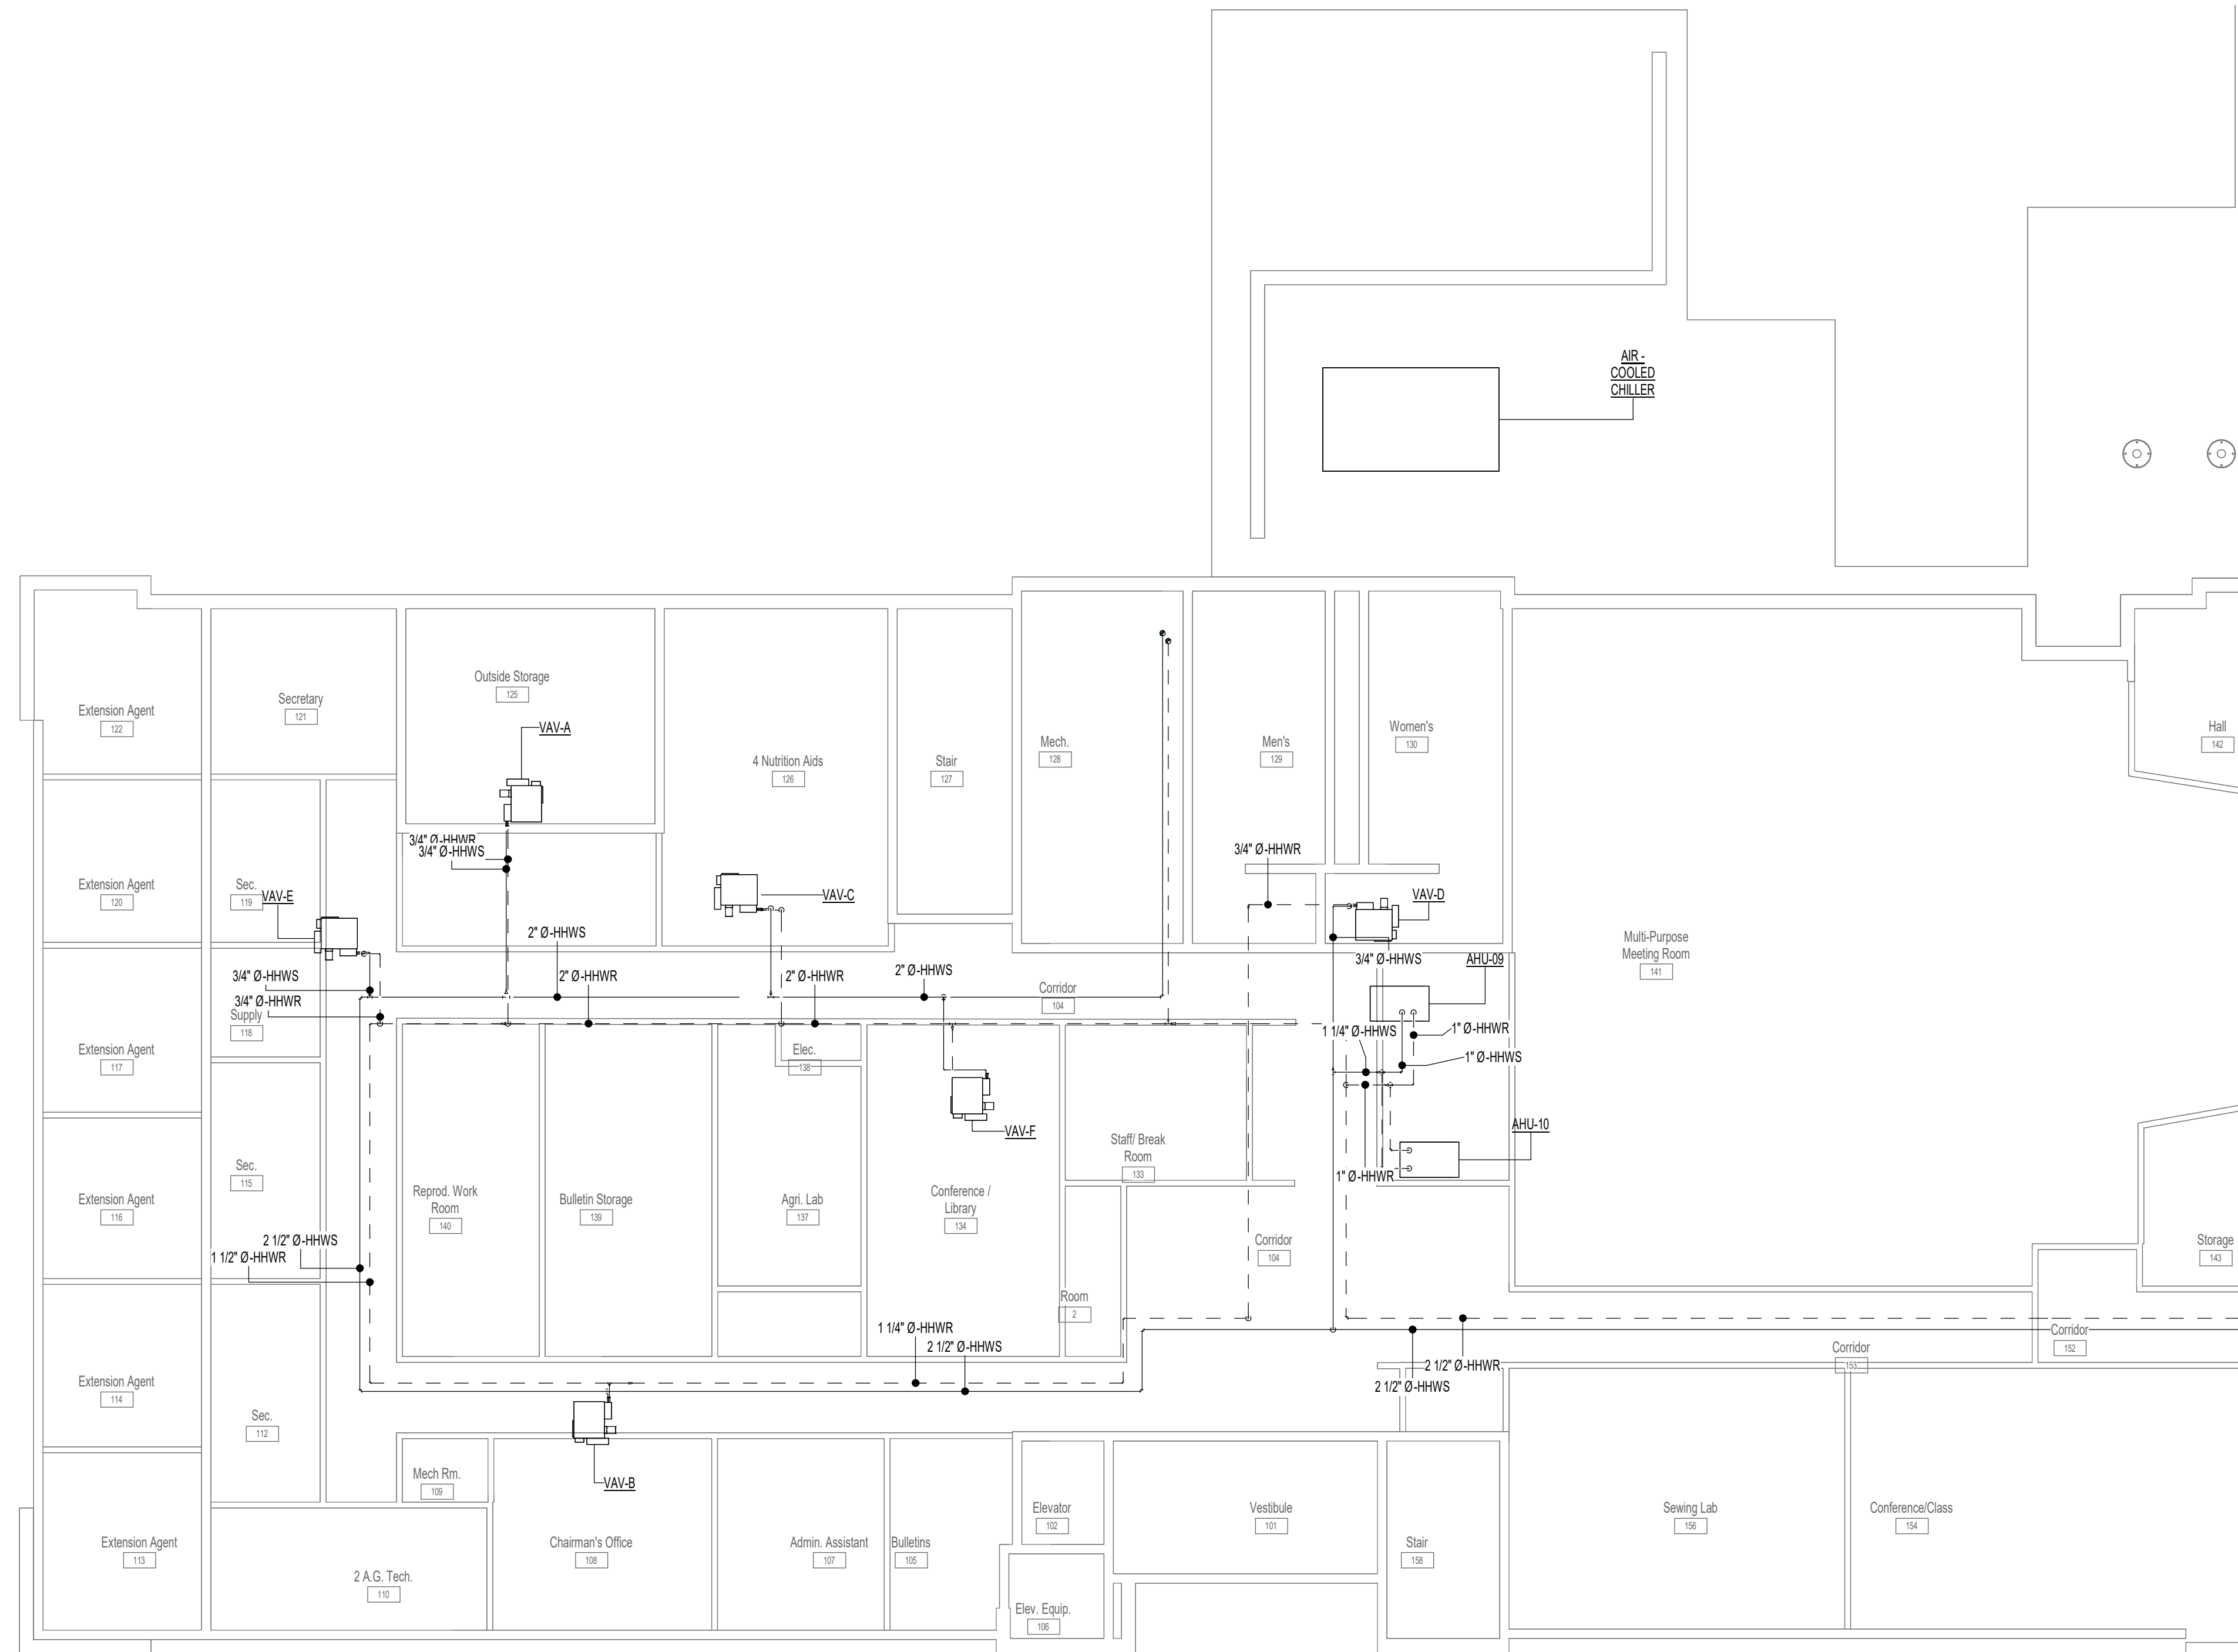 AIR -
COOLED
CHILLER
Extension Agent
122
Secretary
121
Outside Storage
125
VAV-A
4 Nutrition Aids
126
Stair
127
Mech.
128
Men's
129
Women's
130
Hall
142
3/4" Ø-HHWR
3/4" Ø-HHWS
3/4" Ø-HHWR
Extension Agent
120
Sec.
119
VAV-E
VAV-C
VAV-D
2" Ø-HHWS
Multi-Purpose
Meeting Room
141
3/4" Ø-HHWS
AHU-09
3/4" Ø-HHWS
2" Ø-HHWR
2" Ø-HHWR
2" Ø-HHWS
Corridor
104
3/4" Ø-HHWR
Supply
118
1 1/4" Ø-HHWS
1" Ø-HHWR
1" Ø-HHWS
Extension Agent
117
Elec.
138
VAV-F
AHU-10
Staff/ Break
Room
133
1" Ø-HHWR
Extension Agent
116
Sec.
115
Reprod. Work
Room
140
Bulletin Storage
139
Agri. Lab
137
Conference /
Library
134
2 1/2" Ø-HHWS
1 1/2" Ø-HHWR
Corridor
104
Storage
143
Room
2
1 1/4" Ø-HHWR
2 1/2" Ø-HHWS
Corridor
152
Corridor
153
2 1/2" Ø-HHWR
2 1/2" Ø-HHWS
Extension Agent
114
Sec.
112
Mech Rm.
109
VAV-B
Elevator
102
Vestibule
101
Sewing Lab
156
Conference/Class
154
Extension Agent
113
Chairman's Office
108
Admin. Assistant
107
Bulletins
105
Stair
158
2 A.G. Tech.
110
Elev. Equip.
106